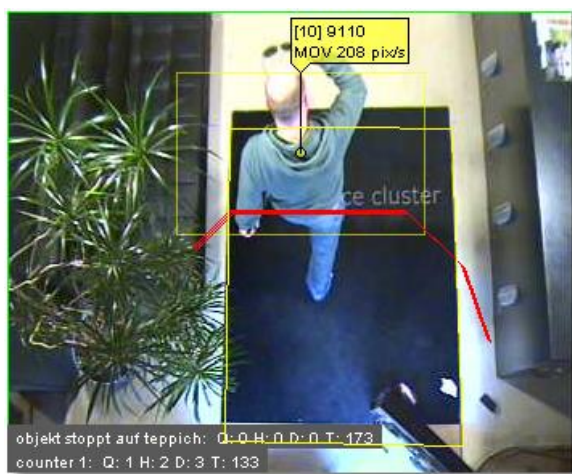 [10] 9110
MOV 208 pix/s
ce cluster
objekt stoppt auf teppich: Q: 0 H: 0 D: 0 T: 173
counter 1: Q: 1 H: 2 D: 3 T: 133